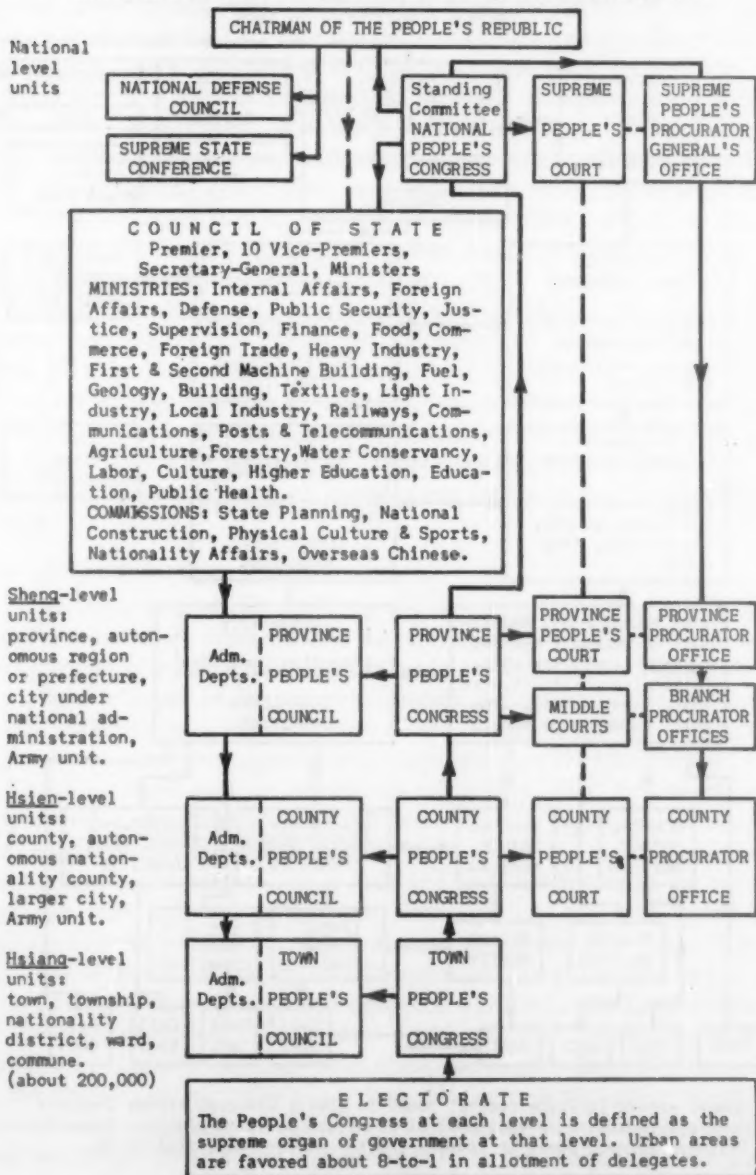 CHAIRMAN OF THE PEOPLE'S REPUBLIC
National
level
units
NATIONAL DEFENSE
COUNCIL
SUPREME STATE
CONFERENCE
Standing
Committee
NATIONAL
PEOPLE'S
CONGRESS
SUPREME
PEOPLE'S
COURT
SUPREME
PEOPLE'S
PROCURATOR
GENERAL'S
OFFICE
COUNCIL OF STATE
Premier, 10 Vice-Premiers,
Secretary-General, Ministers
MINISTRIES: Internal Affairs, Foreign
Affairs, Defense, Public Security, Jus-
tice, Supervision, Finance, Food, Com-
merce, Foreign Trade, Heavy Industry,
First & Second Machine Building, Fuel,
Geology, Building, Textiles, Light In-
dustry, Local Industry, Railways, Com-
munications, Posts & Telecommunications,
Agriculture,Forestry,Water Conservancy,
Labor, Culture, Higher Education, Educa-
tion, Public Health.
COMMISSIONS: State Planning, National
Construction, Physical Culture & Sports,
Nationality Affairs, Overseas Chinese.
Sheng-level
units:
province, auton-
omous region
or prefecture,
city under
national ad-
ministration,
Army unit.
Adm.
Depts.
PROVINCE
PEOPLE'S
COUNCIL
PROVINCE
PEOPLE'S
CONGRESS
PROVINCE
PEOPLE'S
COURT
PROVINCE
PROCURATOR
OFFICE
MIDDLE
COURTS
BRANCH
PROCURATOR
OFFICES
Hsien-level
units:
county, auton-
omous nation-
ality county,
larger city,
Army unit.
Adm.
Depts.
COUNTY
PEOPLE'S
COUNCIL
COUNTY
PEOPLE'S
CONGRESS
COUNTY
PEOPLE'S
COURT
COUNTY
PROCURATOR
OFFICE
Hsiang-level
units:
town, township,
nationality
district, ward,
commune.
(about 200,000)
Adm.
Depts.
TOWN
PEOPLE'S
COUNCIL
TOWN
PEOPLE'S
CONGRESS
ELECTORATE
The People's Congress at each level is defined as the
supreme organ of government at that level. Urban areas
are favored about 8-to-1 in allotment of delegates.